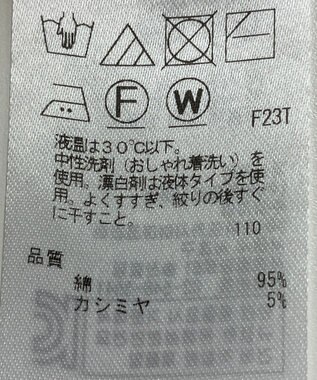 F W F23T
液温は30℃以下。
中性洗剤（おしゃれ着洗い）を
使用。漂白剤は液体タイプを使
用。よくすすぎ、絞りの後すぐ
に干すこと。
110
品質
綿 95%
カシミヤ 5%